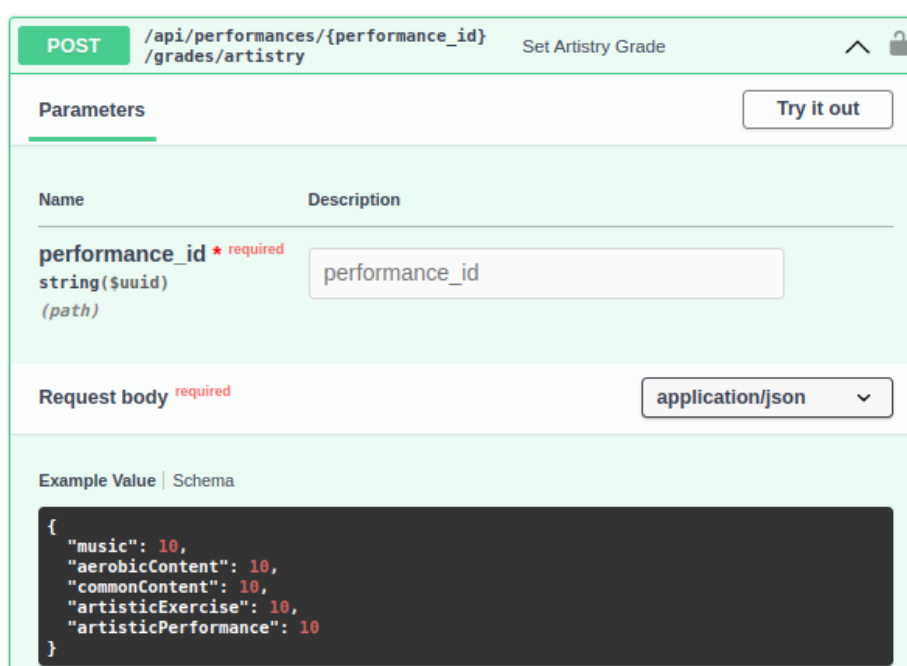 POST /api/performances/{performance_id} Set Artistry Grade
/grades/artistry
Parameters Try it out
Name Description
performance_id * required
string($uuid)
(path)
performance_id
Request body required application/json
Example Value Schema
{
"music": 10,
"aerobicContent": 10,
"commonContent": 10,
"artisticExercise": 10,
"artisticPerformance": 10
}